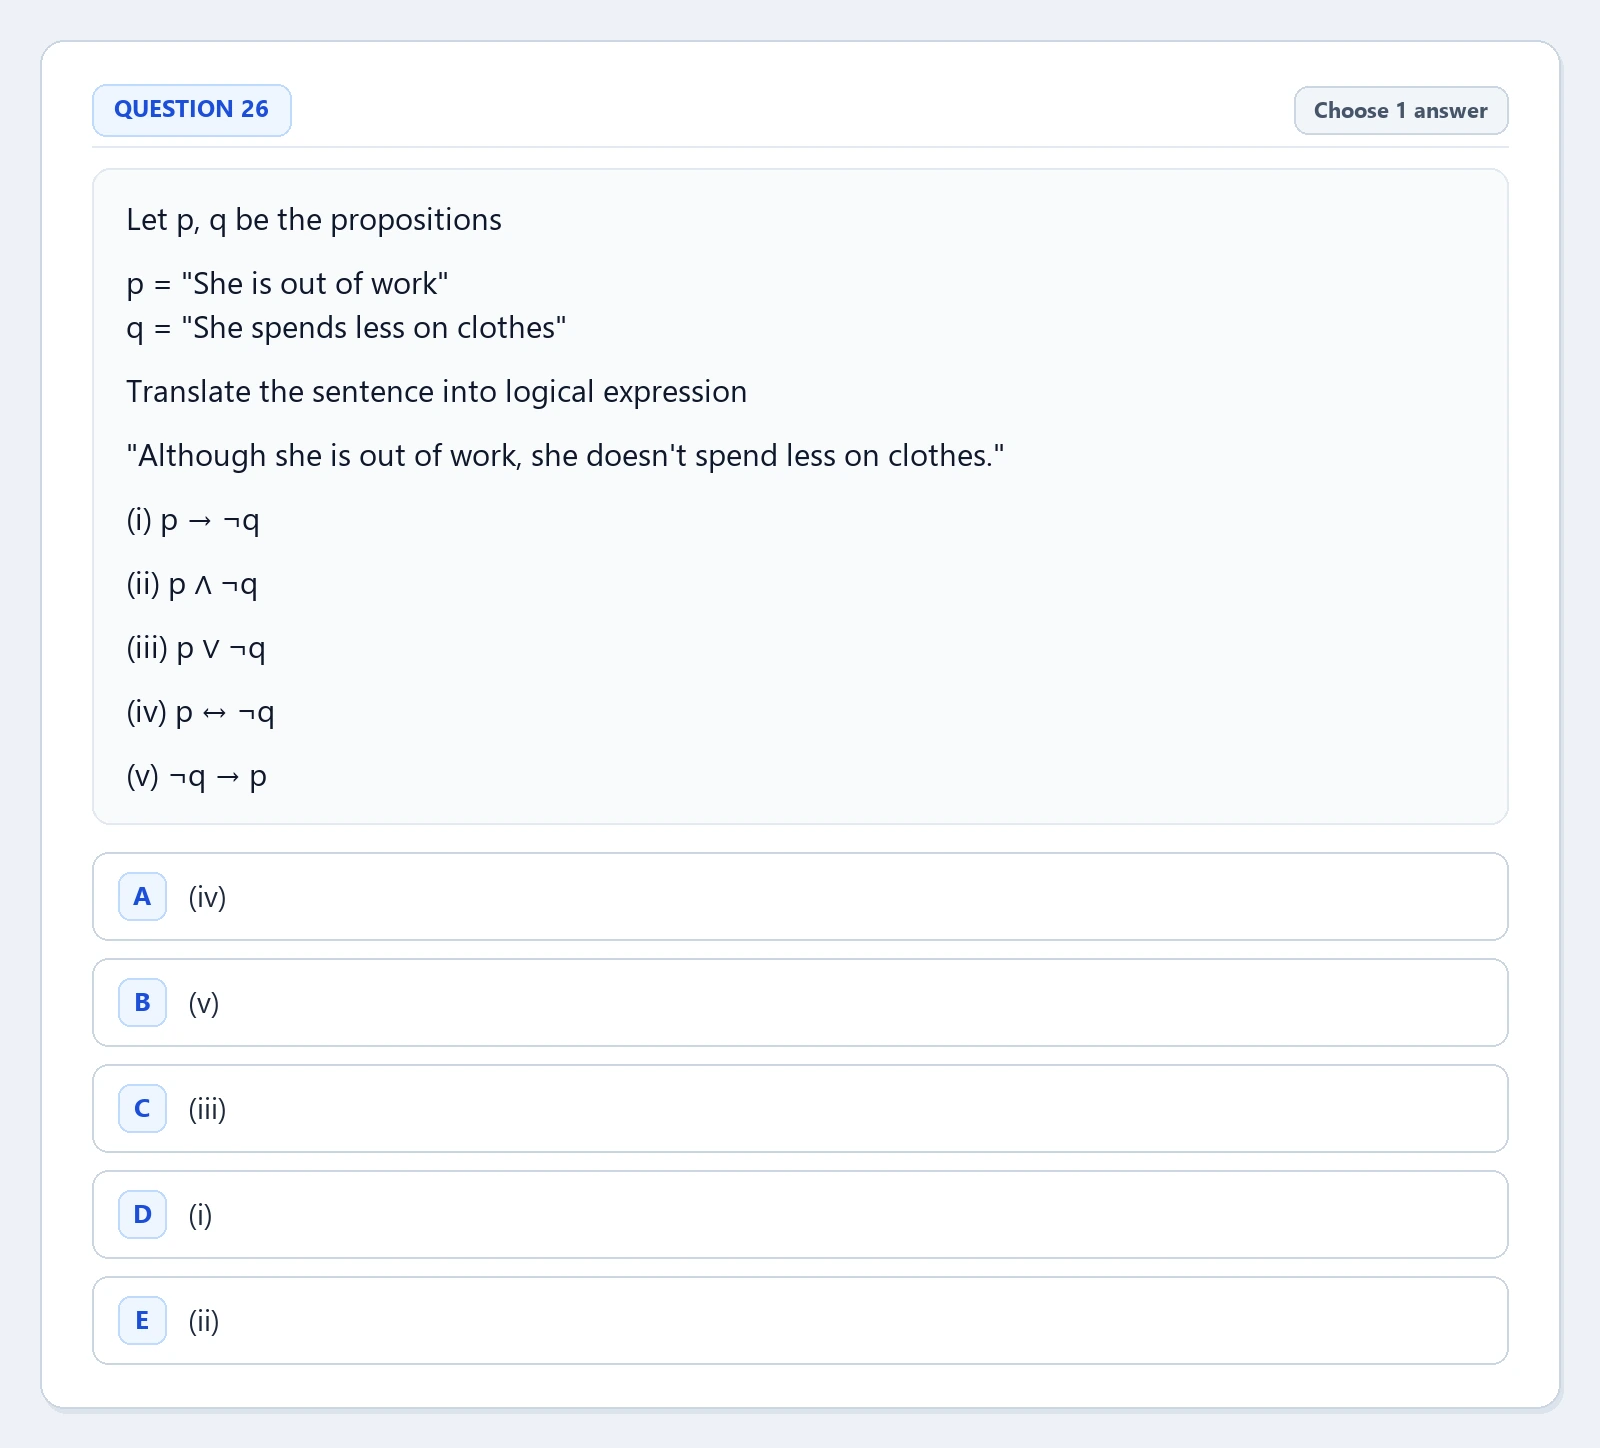 QUESTION 26
Choose 1 answer
Let p, q be the propositions
p = "She is out of work"
q = "She spends less on clothes"
Translate the sentence into logical expression
"Although she is out of work, she doesn't spend less on clothes."
(i) p → ¬q
(ii) p ∧ ¬q
(iii) p ∨ ¬q
(iv) p ↔ ¬q
(v) ¬q → p
A (iv)
B (v)
C (iii)
D (i)
E (ii)